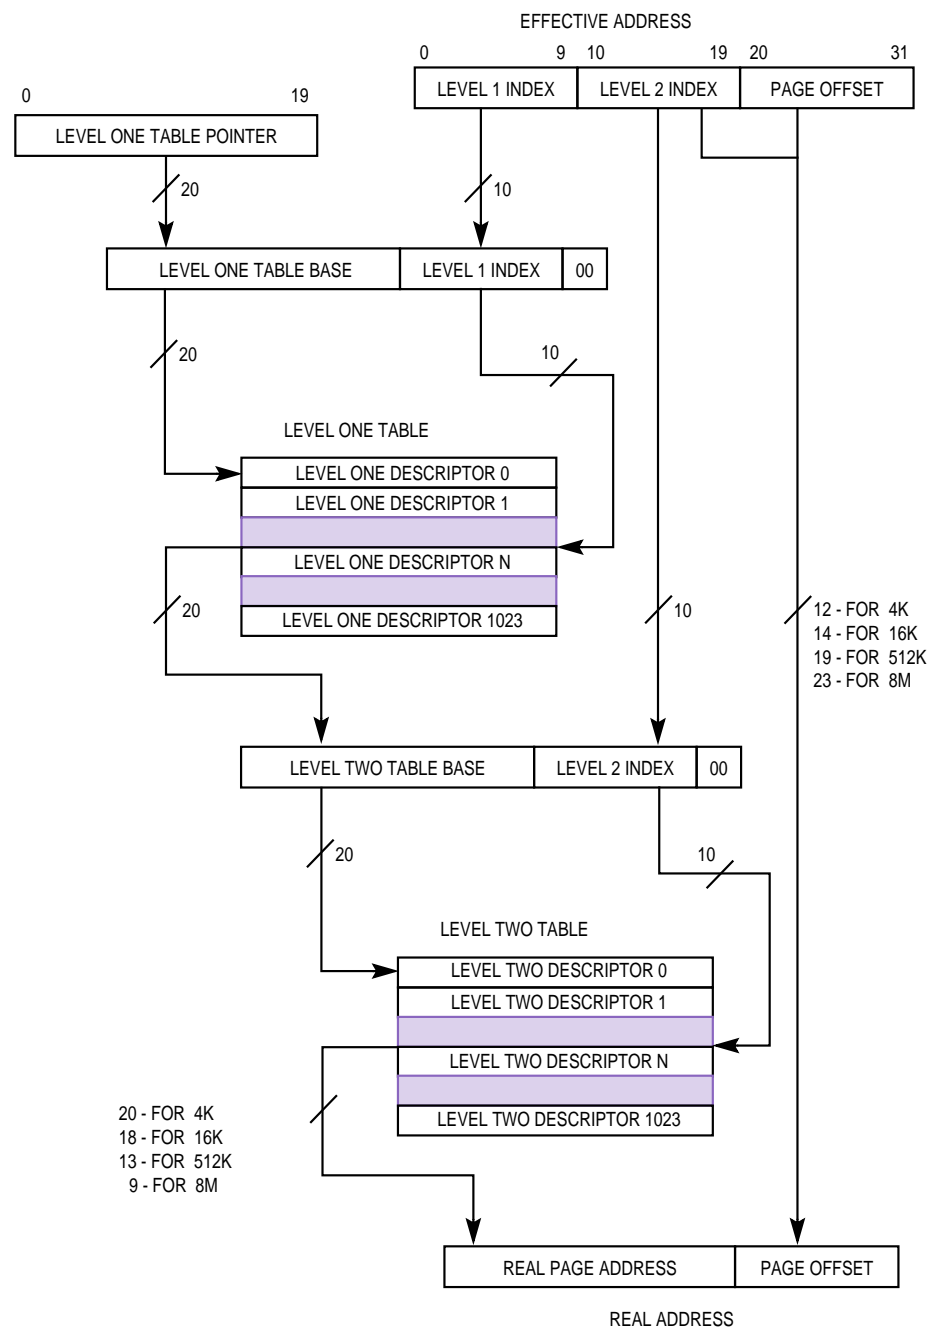 EFFECTIVE ADDRESS
0 9 10 19 20 31
LEVEL 1 INDEX LEVEL 2 INDEX PAGE OFFSET
0 19
LEVEL ONE TABLE POINTER
20 10
LEVEL ONE TABLE BASE LEVEL 1 INDEX 00
20 10
LEVEL ONE TABLE
LEVEL ONE DESCRIPTOR 0
LEVEL ONE DESCRIPTOR 1
LEVEL ONE DESCRIPTOR N
20 10
LEVEL ONE DESCRIPTOR 1023
12 - FOR 4K
14 - FOR 16K
19 - FOR 512K
23 - FOR 8M
LEVEL TWO TABLE BASE LEVEL 2 INDEX 00
20 10
LEVEL TWO TABLE
LEVEL TWO DESCRIPTOR 0
LEVEL TWO DESCRIPTOR 1
LEVEL TWO DESCRIPTOR N
LEVEL TWO DESCRIPTOR 1023
20 - FOR 4K
18 - FOR 16K
13 - FOR 512K
9 - FOR 8M
REAL PAGE ADDRESS PAGE OFFSET
REAL ADDRESS